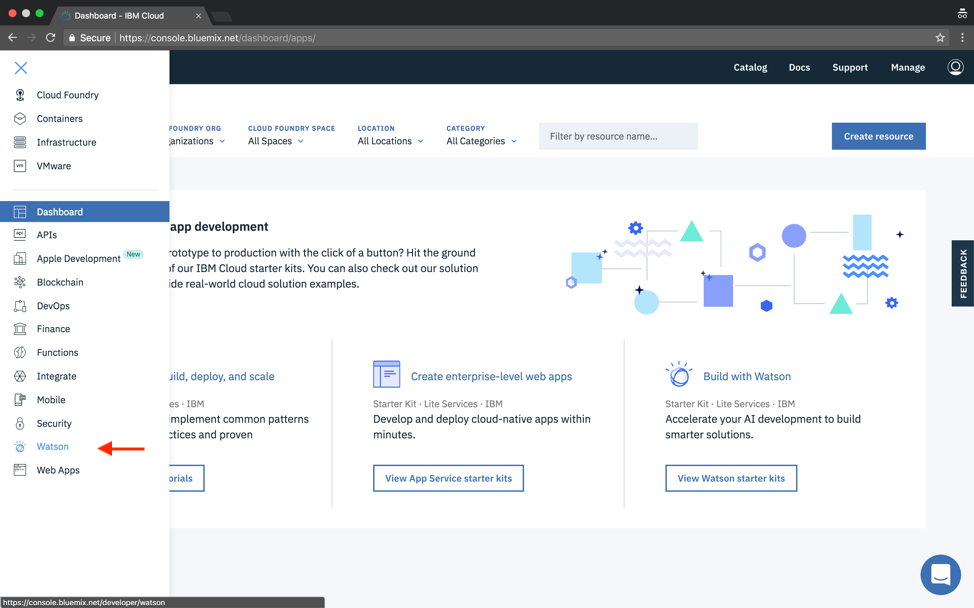 Dashboard - IBM Cloud
Secure https://console.bluemix.net/dashboard/apps/
Catalog Docs Support Manage
Cloud Foundry
Containers
Infrastructure
vm VMware
Dashboard
APIs
Apple Development New
Blockchain
DevOps
Finance
Functions
Integrate
Mobile
Security
Watson
Web Apps
FOUNDRY ORG CLOUD FOUNDRY SPACE LOCATION CATEGORY
ganizations All Spaces All Locations All Categories Filter by resource name... Create resource
app development
rototype to production with the click of a button? Hit the ground
of our IBM Cloud starter kits. You can also check out our solution
ide real-world cloud solution examples.
FEEDBACK
uild, deploy, and scale
es · IBM
implement common patterns
ctices and proven
orials
Create enterprise-level web apps
Starter Kit · Lite Services · IBM
Develop and deploy cloud-native apps within
minutes.
View App Service starter kits
Build with Watson
Starter Kit · Lite Services · IBM
Accelerate your AI development to build
smarter solutions.
View Watson starter kits
https://console.bluemix.net/developer/watson